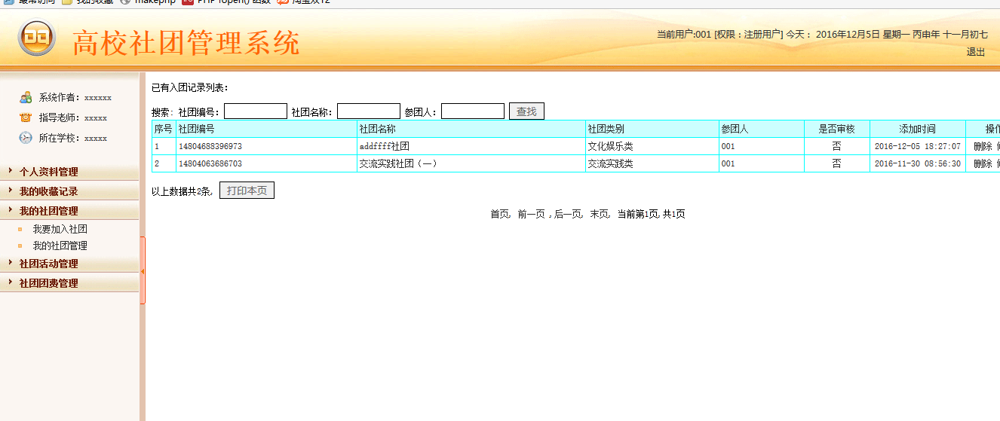 最常访问 我的收藏 makephp PHP fopen() 函数 淘宝双12
高校社团管理系统
当前用户:001 [权限：注册用户] 今天： 2016年12月5日 星期一 丙申年 十一月初七
退出
系统作者：xxxxxx
指导老师：xxxxx
所在学校：xxxxx
个人资料管理
我的收藏记录
我的社团管理
我要加入社团
我的社团管理
社团活动管理
社团团费管理
已有入团记录列表：
搜索: 社团编号： 社团名称： 参团人： 查找
序号 社团编号 社团名称 社团类别 参团人 是否审核 添加时间 操作
1 14804688396973 addffff社团 文化娱乐类 001 否 2016-12-05 18:27:07 删除
2 14804063686703 交流实践社团（一） 交流实践类 001 否 2016-11-30 08:56:30 删除
以上数据共2条, 打印本页
首页, 前一页 ,后一页, 末页, 当前第1页,共1页